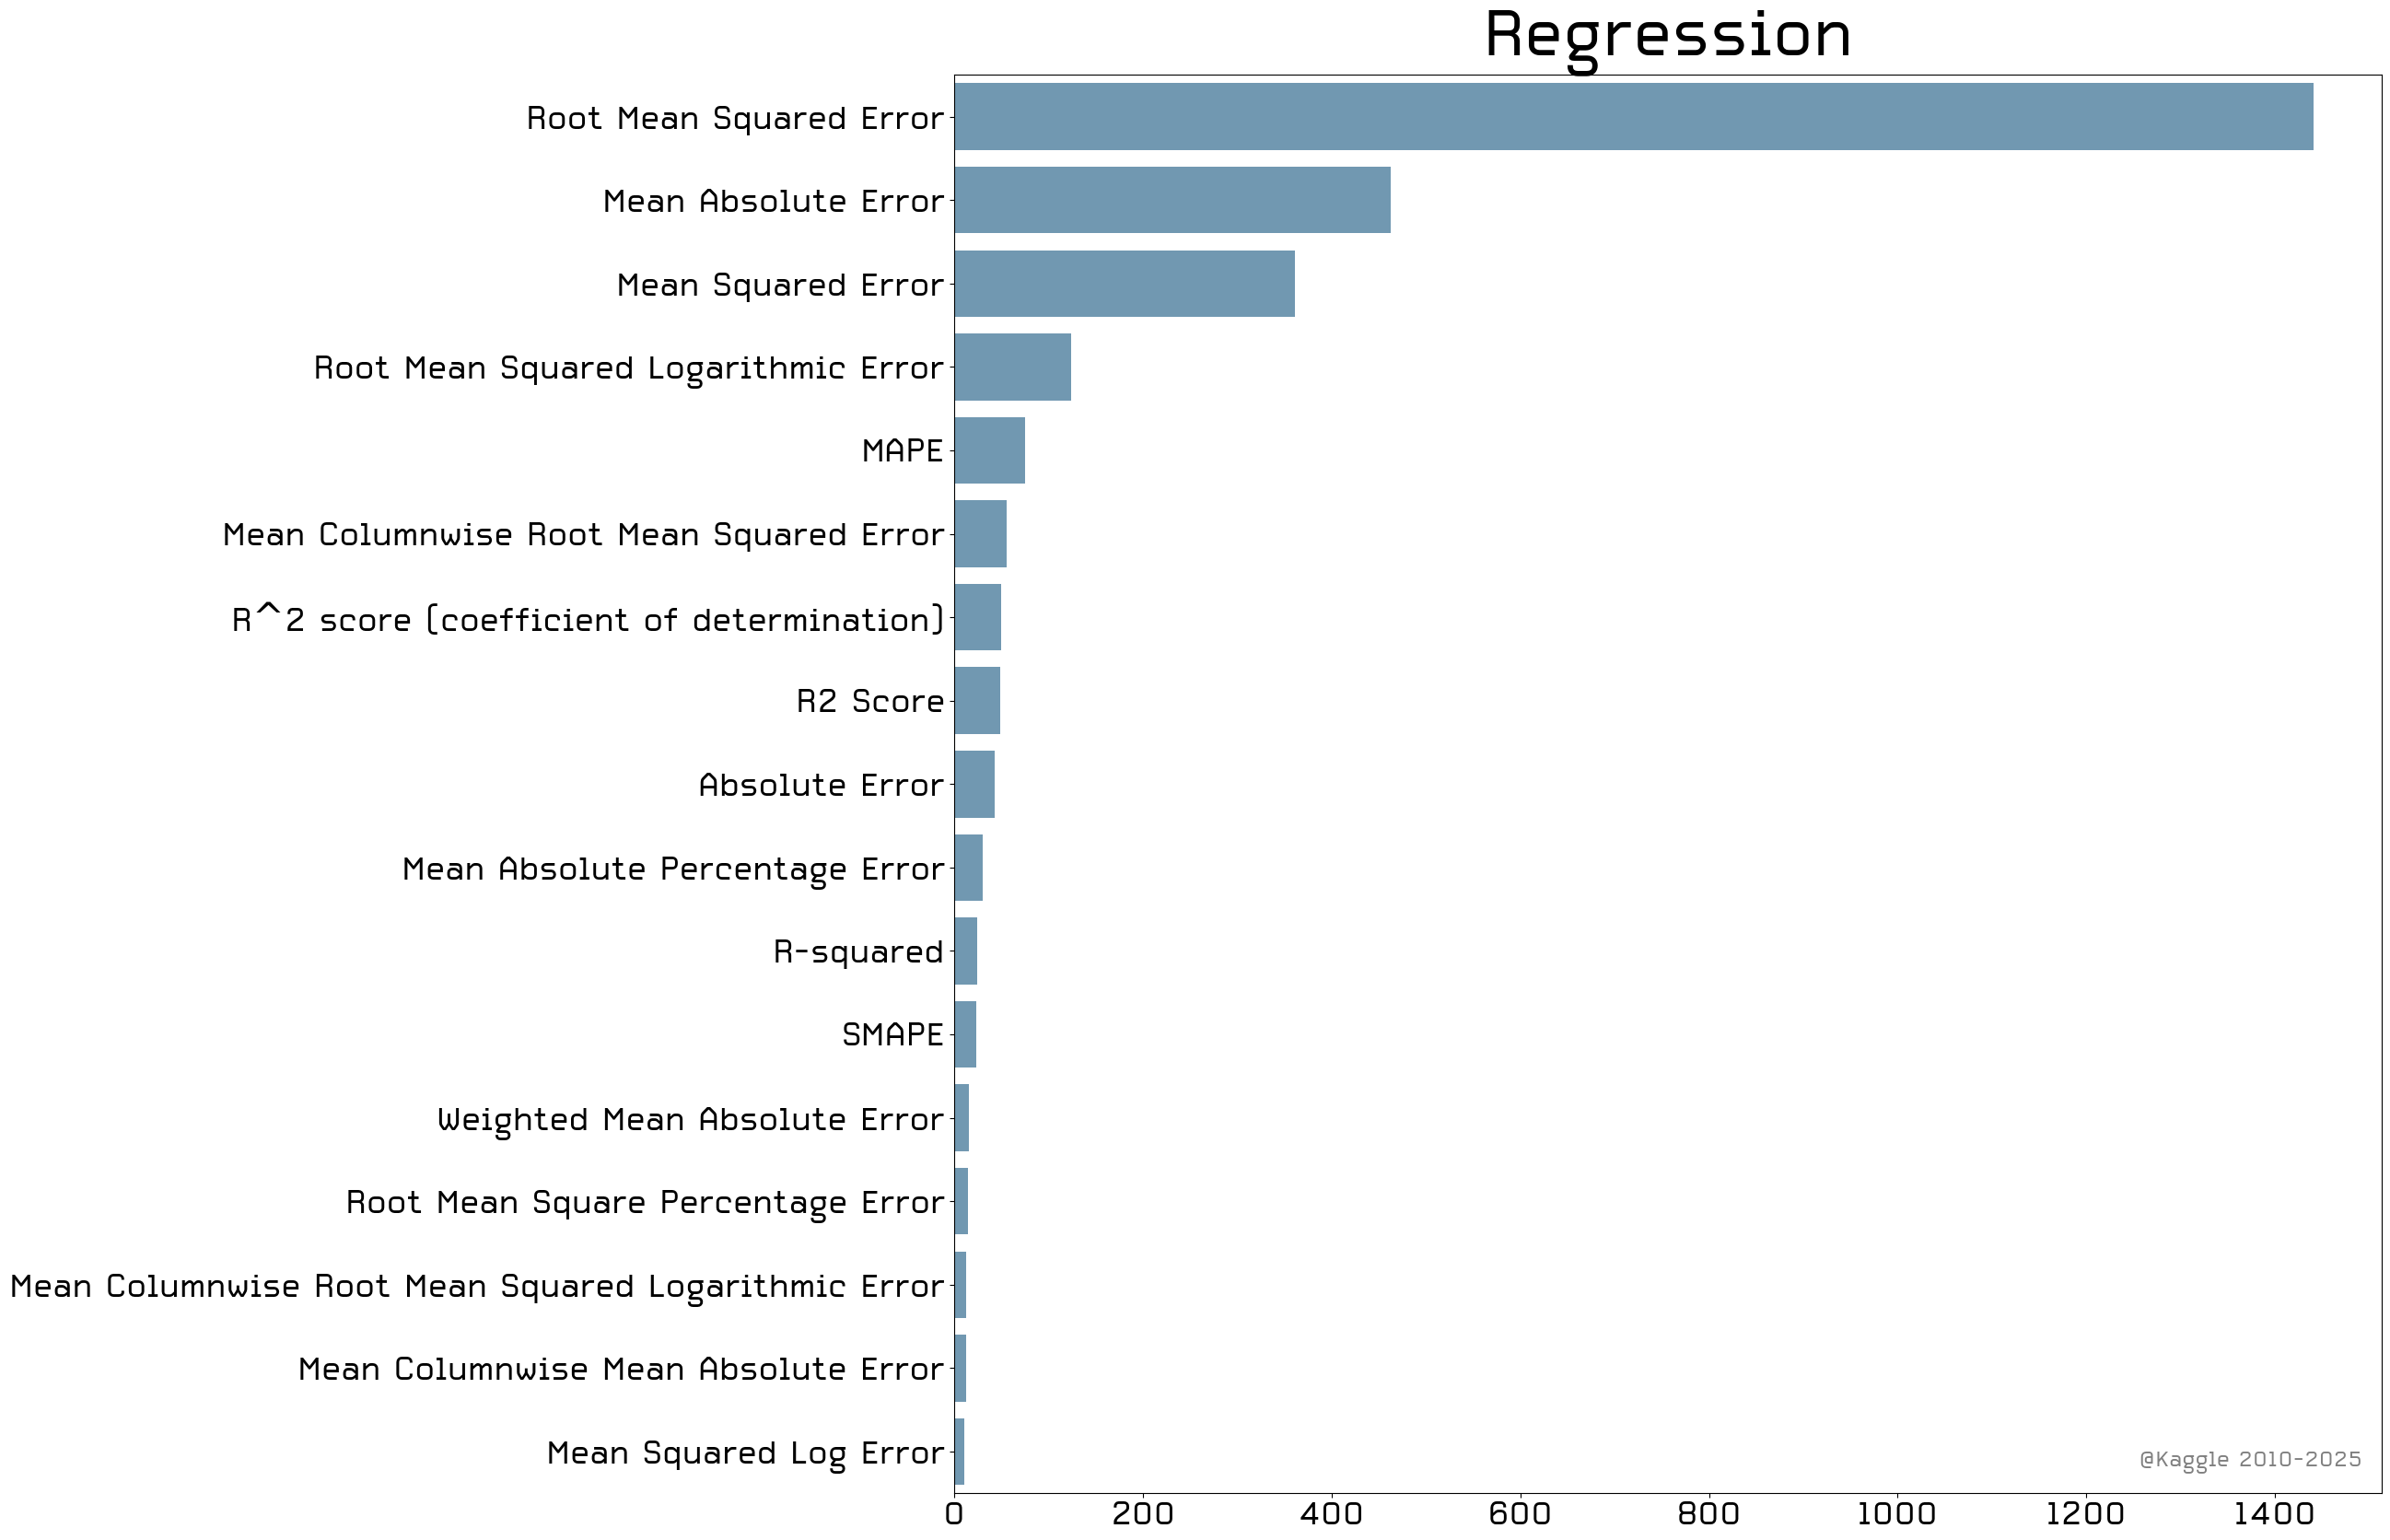 Regression
Root Mean Squared Error
Mean Absolute Error
Mean Squared Error
Root Mean Squared Logarithmic Error
MAPE
Mean Columnwise Root Mean Squared Error
R^2 score (coefficient of determination)
R2 Score
Absolute Error
Mean Absolute Percentage Error
R-squared
SMAPE
Weighted Mean Absolute Error
Root Mean Square Percentage Error
Mean Columnwise Root Mean Squared Logarithmic Error
Mean Columnwise Mean Absolute Error
Mean Squared Log Error
@Kaggle 2010-2025
0 200 400 600 800 1000 1200 1400